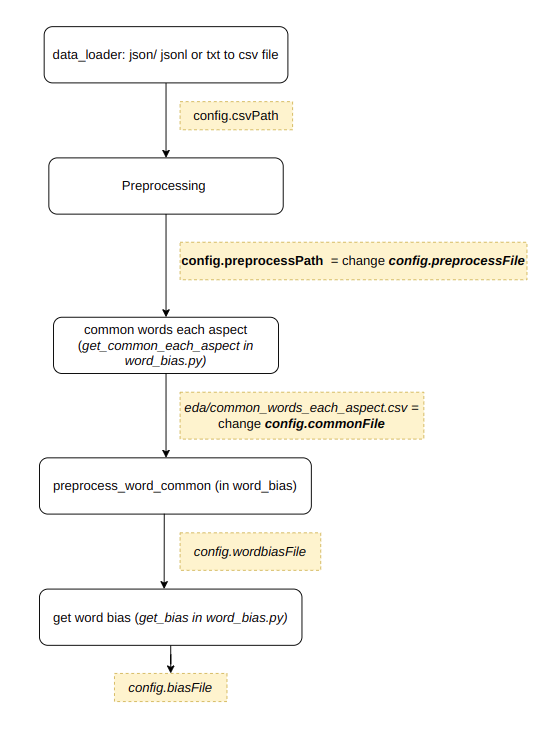 data_loader: json/ jsonl or txt to csv file
config.csvPath
Preprocessing
config.preprocessPath = change config.preprocessFile
common words each aspect
(get_common_each_aspect in
word_bias.py)
eda/common_words_each_aspect.csv =
change config.commonFile
preprocess_word_common (in word_bias)
config.wordbiasFile
get word bias (get_bias in word_bias.py)
config.biasFile